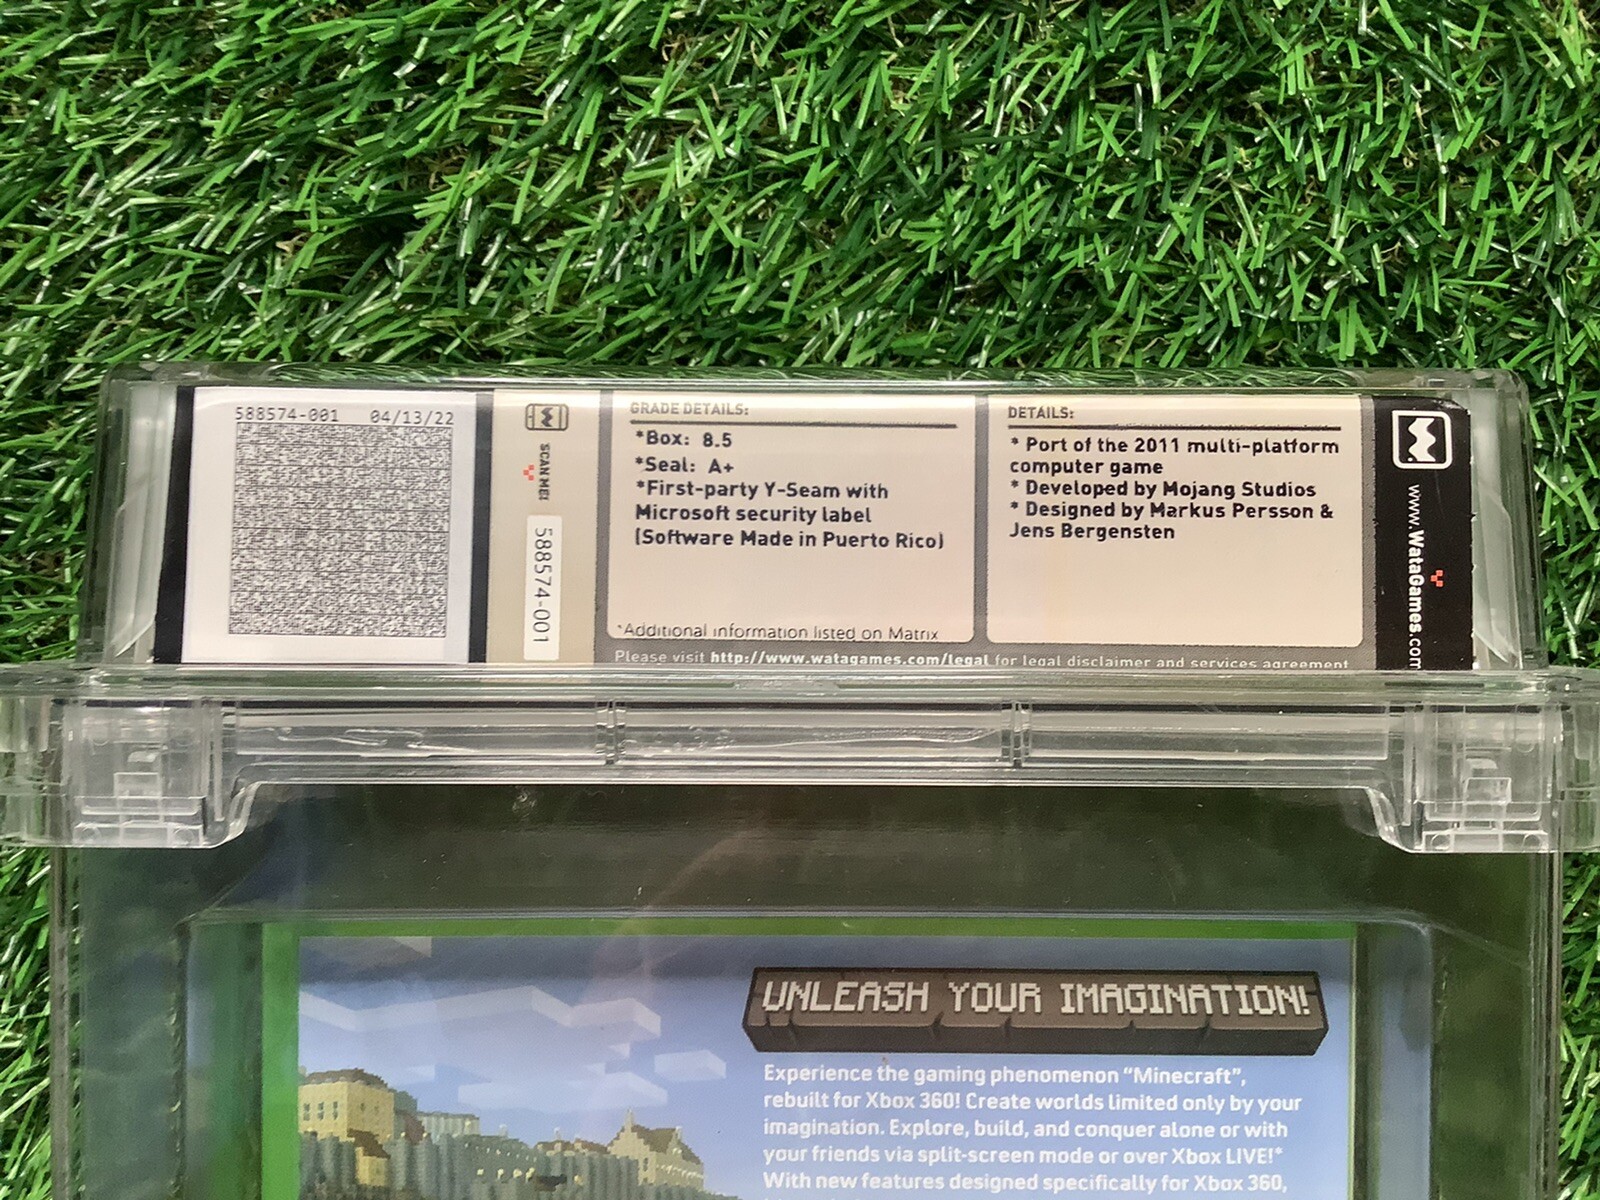 588574-001 04/13/22
SCAN ME!
588574-001
GRADE DETAILS:
*Box: 8.5
*Seal: A+
*First-party Y-Seam with
Microsoft security label
(Software Made in Puerto Rico)
*Additional information listed on Matrix
DETAILS:
* Port of the 2011 multi-platform
computer game
* Developed by Mojang Studios
* Designed by Markus Persson &
Jens Bergensten
Please visit http://www.watagames.com/legal for legal disclaimer and services agreement
www.WataGames.com
UNLEASH YOUR IMAGINATION!
Experience the gaming phenomenon "Minecraft",
rebuilt for Xbox 360! Create worlds limited only by your
imagination. Explore, build, and conquer alone or with
your friends via split-screen mode or over Xbox LIVE!*
With new features designed specifically for Xbox 360,